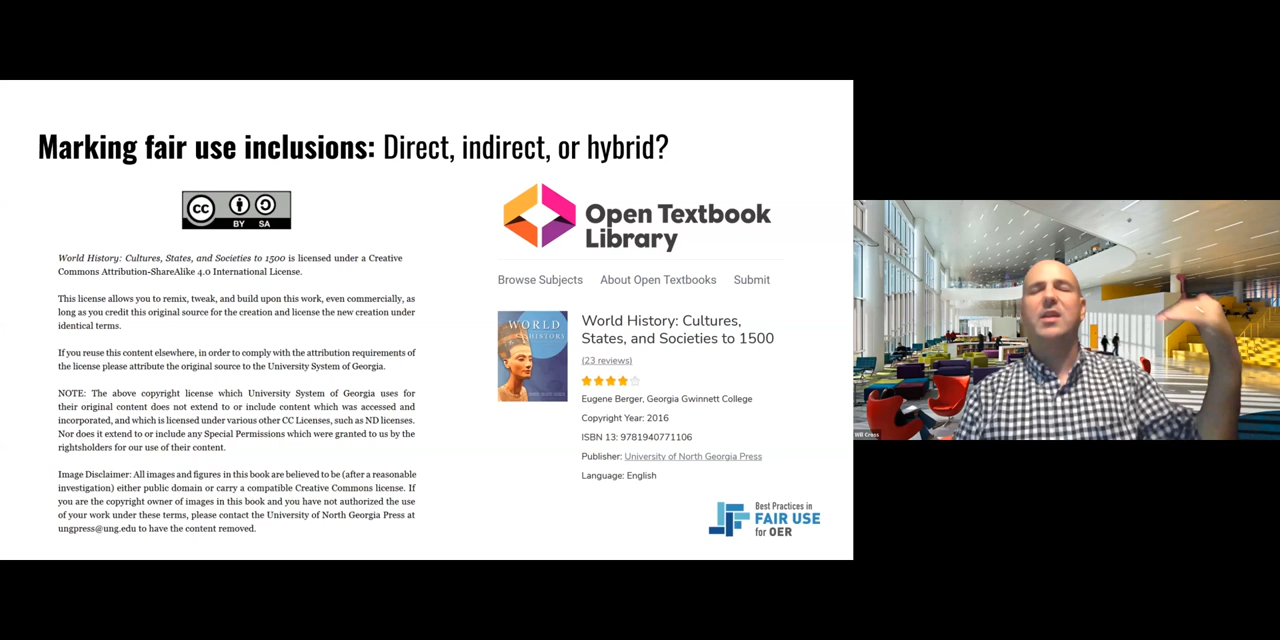 Marking fair use inclusions: Direct, indirect, or hybrid?
cc
BY SA
World History: Cultures, States, and Societies to 1500 is licensed under a Creative
Commons Attribution-ShareAlike 4.0 International License.
This license allows you to remix, tweak, and build upon this work, even commercially, as
long as you credit this original source for the creation and license the new creation under
identical terms.
If you reuse this content elsewhere, in order to comply with the attribution requirements of
the license please attribute the original source to the University System of Georgia.
NOTE: The above copyright license which University System of Georgia uses for
their original content does not extend to or include content which was accessed and
incorporated, and which is licensed under various other CC Licenses, such as ND licenses.
Nor does it extend to or include any Special Permissions which were granted to us by the
rightsholders for our use of their content.
Image Disclaimer: All images and figures in this book are believed to be (after a reasonable
investigation) either public domain or carry a compatible Creative Commons license. If
you are the copyright owner of images in this book and you have not authorized the use
of your work under these terms, please contact the University of North Georgia Press at
ungpress@ung.edu to have the content removed.
Open Textbook
Library
Browse Subjects About Open Textbooks Submit
WORLD
HISTORY
World History: Cultures,
States, and Societies to 1500
(23 reviews)
Eugene Berger, Georgia Gwinnett College
Copyright Year: 2016
ISBN 13: 9781940771106
Publisher: University of North Georgia Press
Language: English
Best Practices in
FAIR USE
for OER
Will Cross